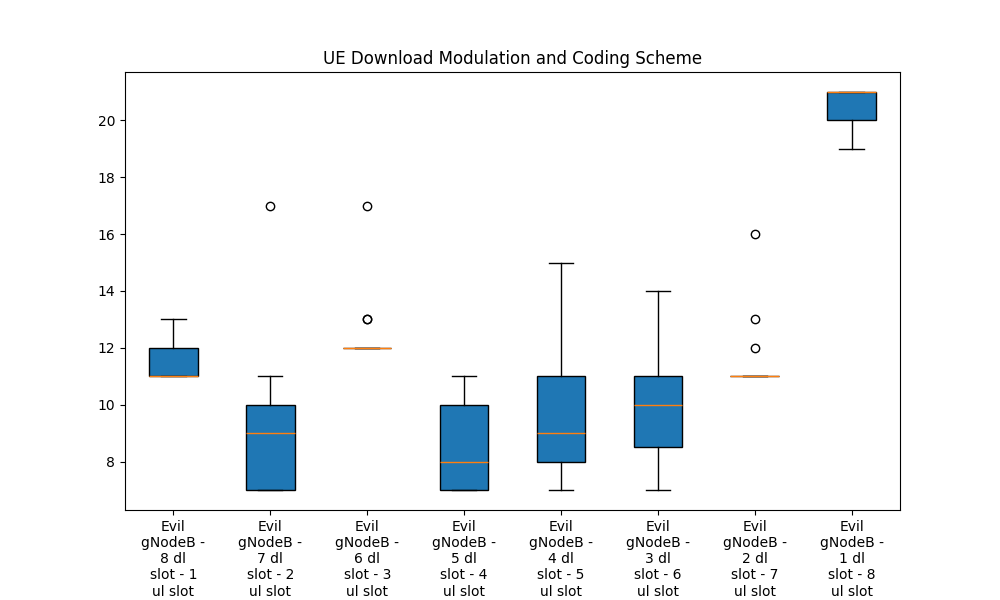 UE Download Modulation and Coding Scheme
20
18
16
14
12
10
8
Evil
gNodeB -
8 dl
slot - 1
ul slot
Evil
gNodeB -
7 dl
slot - 2
ul slot
Evil
gNodeB -
6 dl
slot - 3
ul slot
Evil
gNodeB -
5 dl
slot - 4
ul slot
Evil
gNodeB -
4 dl
slot - 5
ul slot
Evil
gNodeB -
3 dl
slot - 6
ul slot
Evil
gNodeB -
2 dl
slot - 7
ul slot
Evil
gNodeB -
1 dl
slot - 8
ul slot